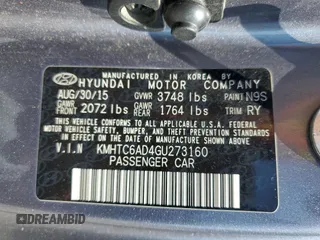 MANUFACTURED IN KOREA BY
HYUNDAI MOTOR COMPANY
AUG/30/15 GVWR 3748 lbs PAINT N9S
GAWR FRONT 2072 lbs GAWR REAR 1764 lbs TRIM RY
THIS VEHICLE CONFORMS TO ALL APPLICABLE
U.S. FEDERAL MOTOR VEHICLE SAFETY, BUMPER,
AND THEFT PREVENTION STANDARDS IN EFFECT
ON THE DATE OF MANUFACTURE SHOWN ABOVE.
V.I.N KMHTC6AD4GU273160
PASSENGER CAR
DREAMBID